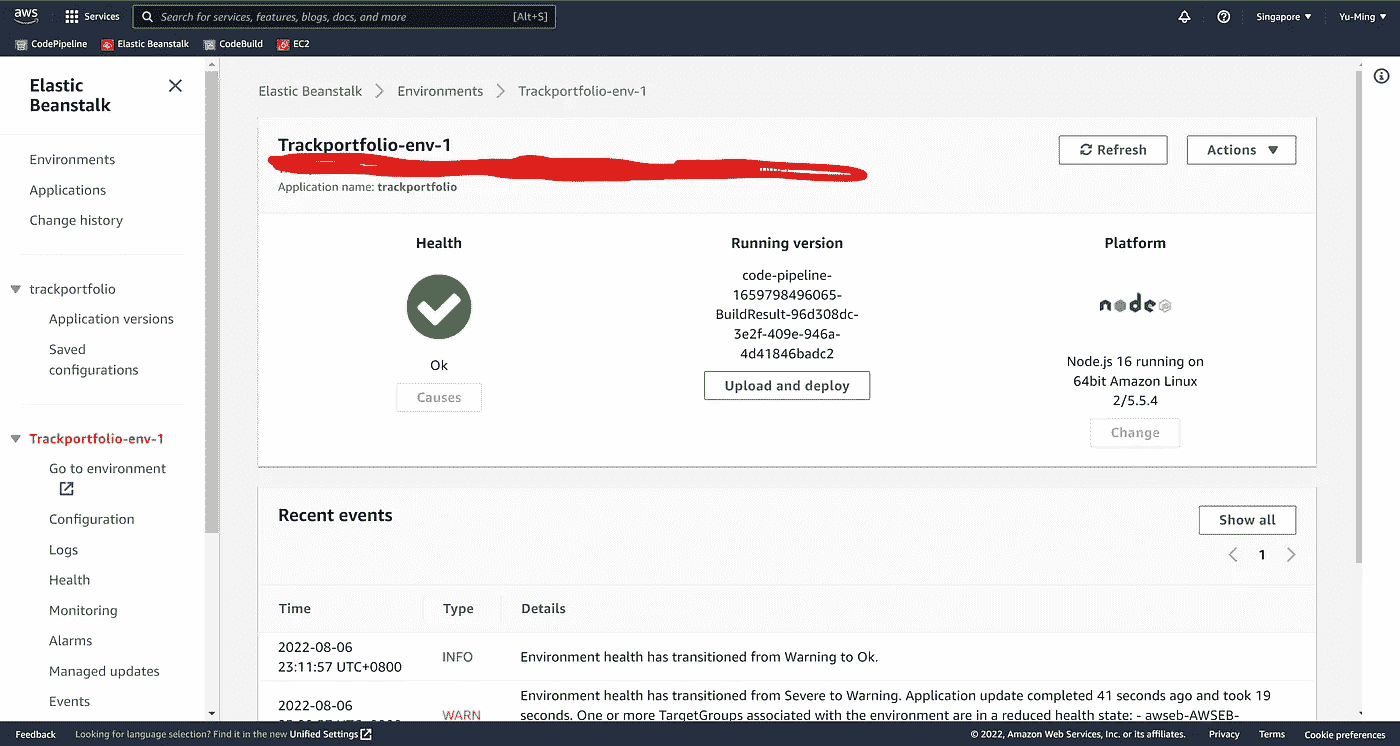 aws
Services
Search for services, features, blogs, docs, and more
[Alt+S]
Singapore
Yu-Ming
CodePipeline
Elastic Beanstalk
CodeBuild
EC2
Elastic
Beanstalk
Environments
Applications
Change history
trackportfolio
Application versions
Saved
configurations
Trackportfolio-env-1
Go to environment
Configuration
Logs
Health
Monitoring
Alarms
Managed updates
Events
Elastic Beanstalk
Environments
Trackportfolio-env-1
Trackportfolio-env-1
Application name: trackportfolio
Refresh
Actions
Health
Ok
Causes
Running version
code-pipeline-
1659798496065-
BuildResult-96d308dc-
3e2f-409e-946a-
4d41846badc2
Upload and deploy
Platform
node
Node.js 16 running on
64bit Amazon Linux
2/5.5.4
Change
Recent events
Show all
1
Time Type Details
2022-08-06
23:11:57 UTC+0800
INFO
Environment health has transitioned from Warning to Ok.
2022-08-06
WARN
Environment health has transitioned from Severe to Warning. Application update completed 41 seconds ago and took 19
seconds. One or more TargetGroups associated with the environment are in a reduced health state: - awseb-AWSEB-
Feedback
Looking for language selection? Find it in the new Unified Settings
© 2022, Amazon Web Services, Inc. or its affiliates.
Privacy
Terms
Cookie preferences